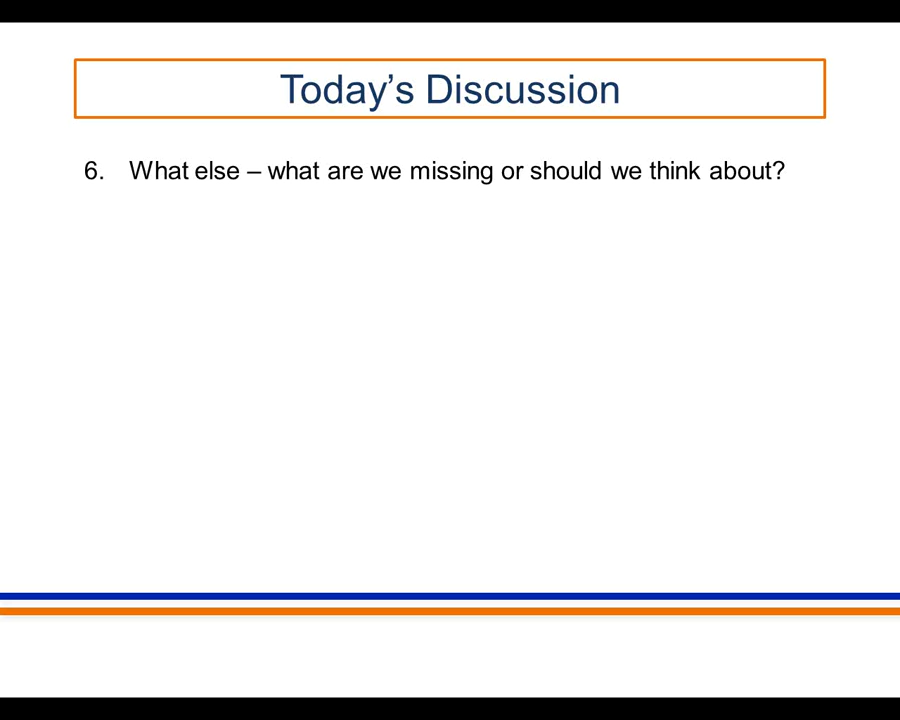 Today’s Discussion
6. What else – what are we missing or should we think about?